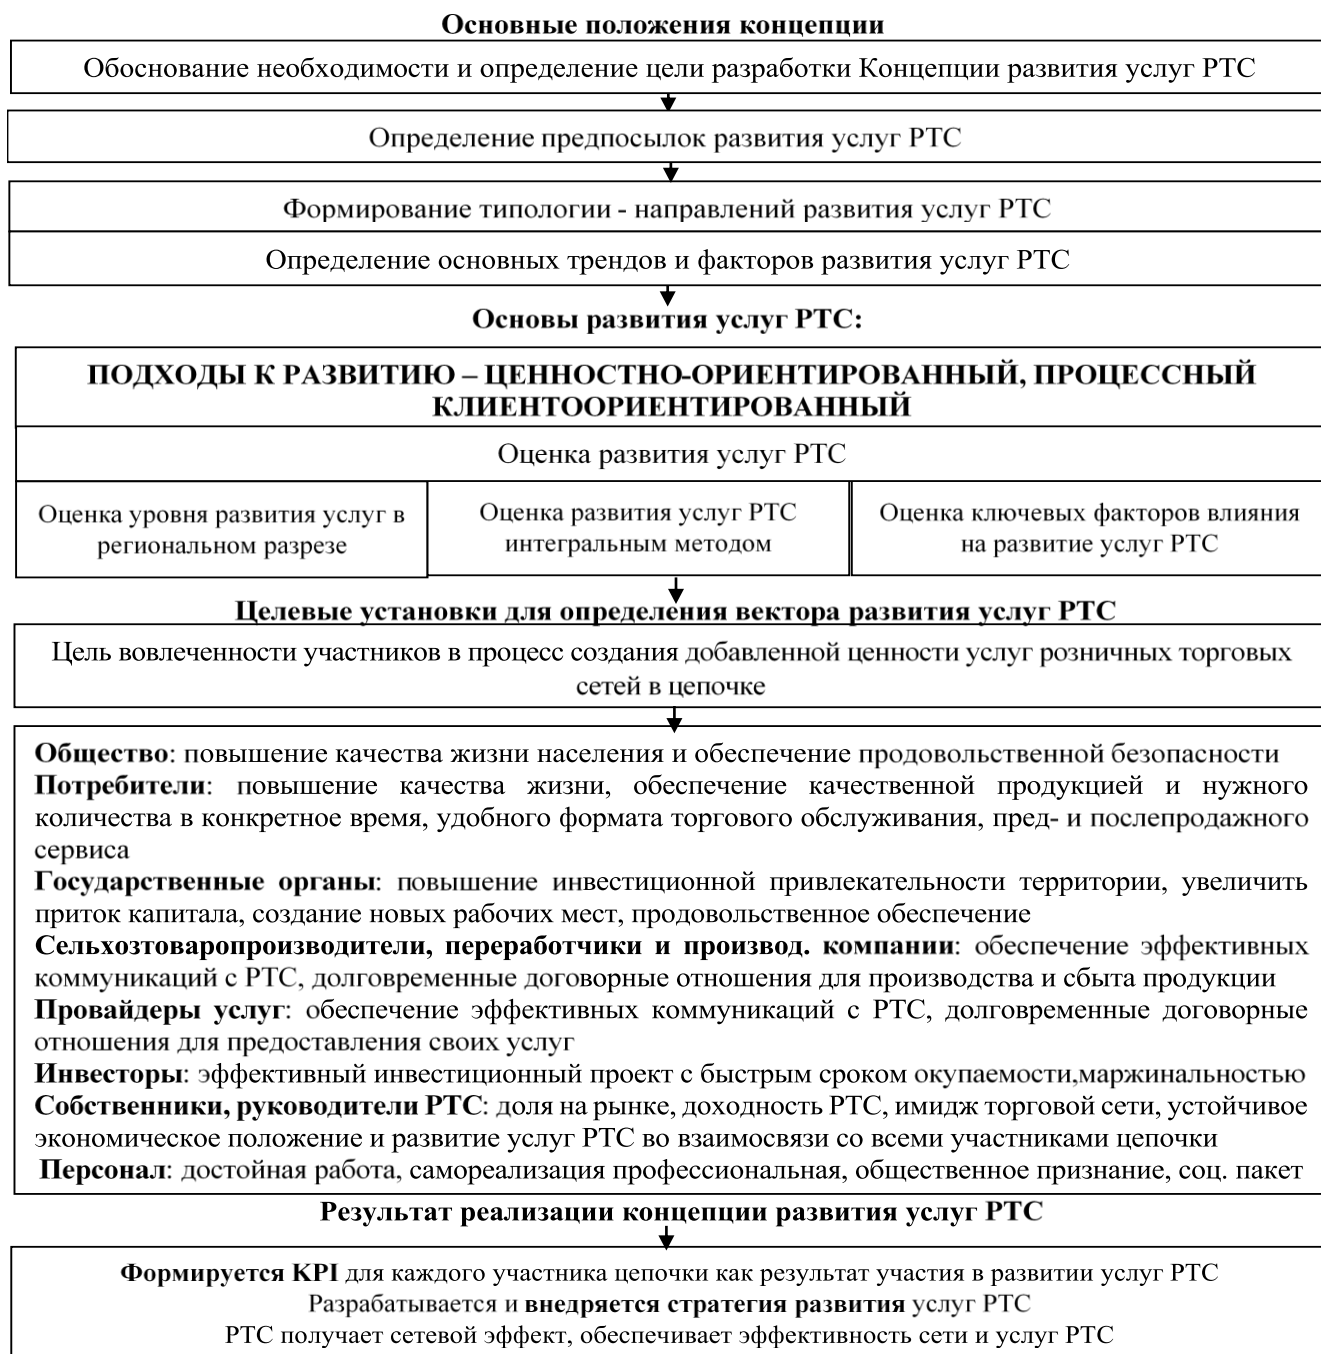 Основные положения концепции
Обоснование необходимости и определение цели разработки Концепции развития услуг РТС
Определение предпосылок развития услуг РТС
Формирование типологии - направлений развития услуг РТС
Определение основных трендов и факторов развития услуг РТС
Основы развития услуг РТС:
ПОДХОДЫ К РАЗВИТИЮ – ЦЕННОСТНО-ОРИЕНТИРОВАННЫЙ, ПРОЦЕССНЫЙ
КЛИЕНТООРИЕНТИРОВАННЫЙ
Оценка развития услуг РТС
Оценка уровня развития услуг в
региональном разрезе
Оценка развития услуг РТС
интегральным методом
Оценка ключевых факторов влияния
на развитие услуг РТС
Целевые установки для определения вектора развития услуг РТС
Цель вовлеченности участников в процесс создания добавленной ценности услуг розничных торговых
сетей в цепочке
Общество: повышение качества жизни населения и обеспечение продовольственной безопасности
Потребители: повышение качества жизни, обеспечение качественной продукцией и нужного
количества в конкретное время, удобного формата торгового обслуживания, пред- и послепродажного
сервиса
Государственные органы: повышение инвестиционной привлекательности территории, увеличить
приток капитала, создание новых рабочих мест, продовольственное обеспечение
Сельхозтоваропроизводители, переработчики и производ. компании: обеспечение эффективных
коммуникаций с РТС, долговременные договорные отношения для производства и сбыта продукции
Провайдеры услуг: обеспечение эффективных коммуникаций с РТС, долговременные договорные
отношения для предоставления своих услуг
Инвесторы: эффективный инвестиционный проект с быстрым сроком окупаемости,маржинальностью
Собственники, руководители РТС: доля на рынке, доходность РТС, имидж торговой сети, устойчивое
экономическое положение и развитие услуг РТС во взаимосвязи со всеми участниками цепочки
Персонал: достойная работа, самореализация профессиональная, общественное признание, соц. пакет
Результат реализации концепции развития услуг РТС
Формируется KPI для каждого участника цепочки как результат участия в развитии услуг РТС
Разрабатывается и внедряется стратегия развития услуг РТС
РТС получает сетевой эффект, обеспечивает эффективность сети и услуг РТС